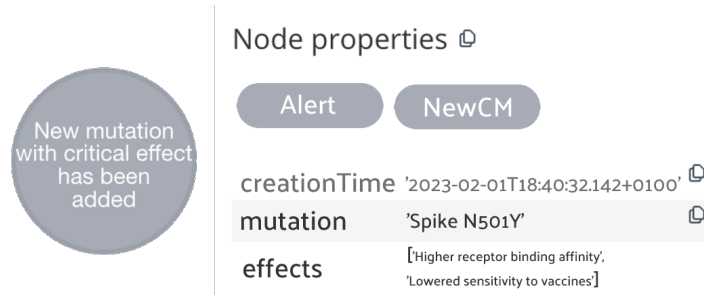 New mutation
with critical effect
has been
added
Node properties
Alert NewCM
creationTime '2023-02-01T18:40:32.142+0100'
mutation 'Spike N501Y'
effects ['Higher receptor binding affinity',
'Lowered sensitivity to vaccines']